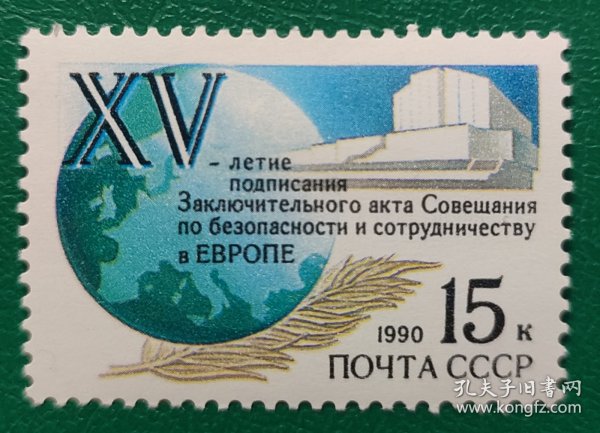 XV
- летие
подписания
Заключительного акта Совещания
по безопасности и сотрудничеству
в ЕВРОПЕ
1990 15 к
ПОЧТА СССР
孔夫子旧书网
www.kongfz.com